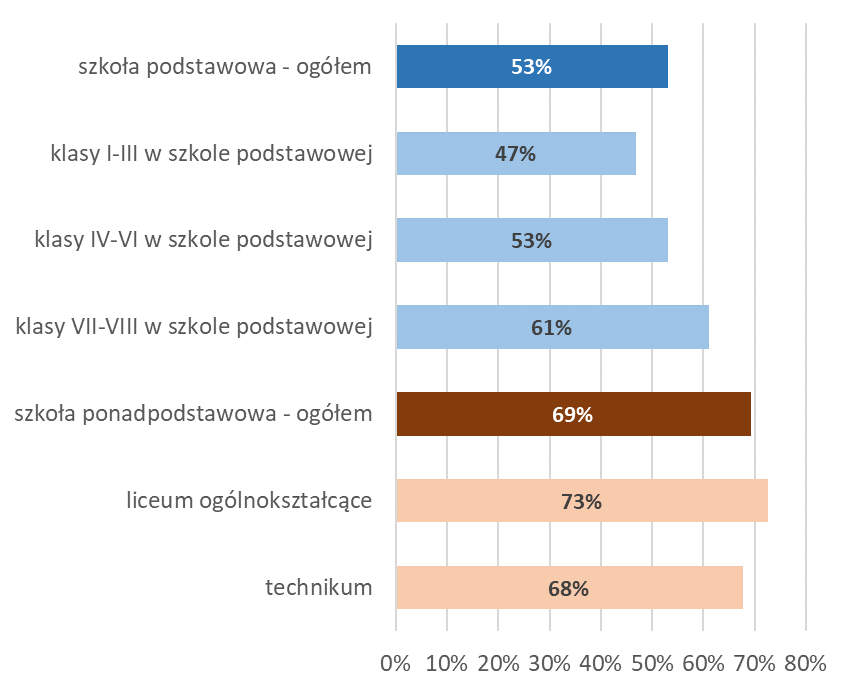 szkoła podstawowa - ogółem
53%
klasy I-III w szkole podstawowej
47%
klasy IV-VI w szkole podstawowej
53%
klasy VII-VIII w szkole podstawowej
61%
szkoła ponadpodstawowa - ogółem
69%
liceum ogólnokształcące
73%
technikum
68%
0% 10% 20% 30% 40% 50% 60% 70% 80%